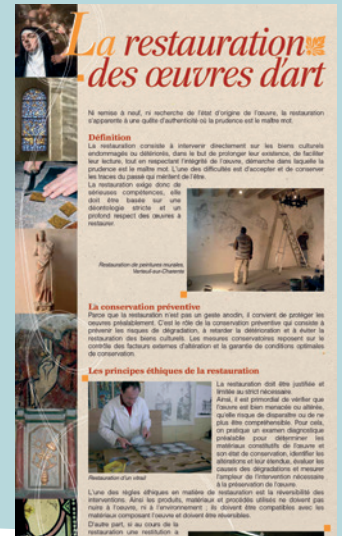 La restauration
des œuvres d'art
Ni remise à neuf, ni recherche de l'état d'origine de l'œuvre, la restauration
s'apparente à une quête d'authenticité où la prudence est le maître mot.
Définition
La restauration consiste à intervenir directement sur les biens culturels
endommagés ou détériorés, dans le but de prolonger leur existence, de faciliter
leur lecture, tout en respectant l'intégrité de l'œuvre, démarche dans laquelle la
prudence est le maître mot. L'une des difficultés est d'accepter et de conserver
les traces du passé qui méritent de l'être.
La restauration exige donc de
sérieuses compétences, elle
doit être basée sur une
déontologie stricte et un
profond respect des œuvres à
restaurer.
Restauration de peintures murales,
Verteuil-sur-Charente
La conservation préventive
Parce que la restauration n'est pas un geste anodin, il convient de protéger les
oeuvres préalablement. C'est le rôle de la conservation préventive qui consiste à
prévenir les risques de dégradation, à retarder la détérioration et à éviter la
restauration des biens culturels. Les mesures conservatoires reposent sur le
contrôle des facteurs externes d'altération et la garantie de conditions optimales
de conservation.
Les principes éthiques de la restauration
La restauration doit être justifiée et
limitée au strict nécessaire.
Ainsi, il est primordial de vérifier que
l'œuvre est bien menacée ou altérée,
qu'elle risque de disparaître ou de ne
plus être compréhensible. Pour cela,
on pratique un examen diagnostique
préalable pour déterminer les
matériaux constitutifs de l'œuvre et
son état de conservation, identifier les
altérations et leur étendue, évaluer les
causes des dégradations et mesurer
l'ampleur de l'intervention nécessaire
à la préservation de l'œuvre.
Restauration d'un vitrail
L'une des règles éthiques en matière de restauration est la réversibilité des
interventions. Ainsi les produits, matériaux et procédés utilisés ne doivent pas
nuire à l'œuvre, ni à l'environnement ; ils doivent être compatibles avec les
matériaux composant l'œuvre et doivent être réversibles.
D'autre part, si au cours de la
restauration une restitution a